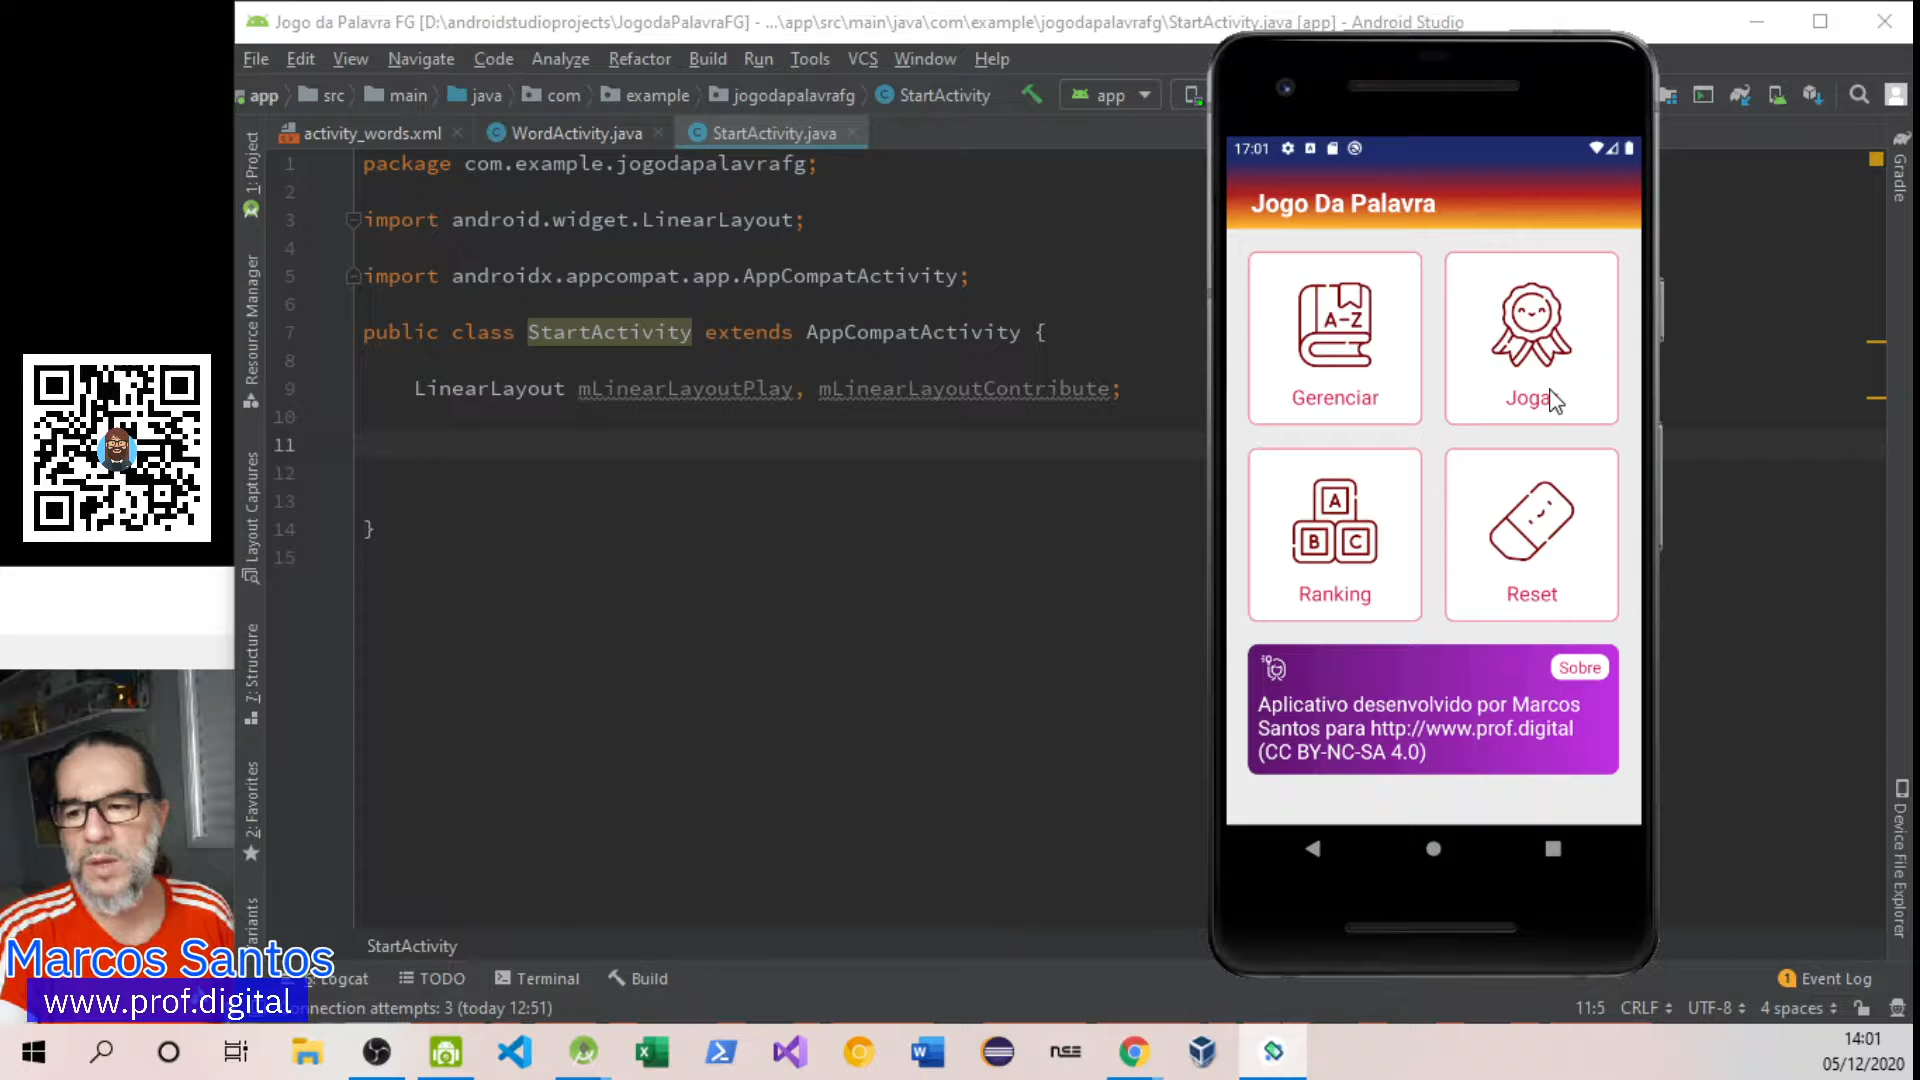 Jogo da Palavra FG [D:\androidstudioprojects\JogodaPalavraFG] - ...\app\src\main\java\com\example\jogodapalavrafg\StartActivity.java [app] - Android Studio
File Edit View Navigate Code Analyze Refactor Build Run Tools VCS Window Help
app src main java com example jogodapalavrafg StartActivity app
activity_words.xml WordActivity.java StartActivity.java
1 package com.example.jogodapalavrafg;
2
3 import android.widget.LinearLayout;
4
5 import androidx.appcompat.app.AppCompatActivity;
6
7 public class StartActivity extends AppCompatActivity {
8
9 LinearLayout mLinearLayoutPlay, mLinearLayoutContribute;
10
11
12
13
14 }
15
1: Project
Resource Manager
Layout Captures
7: Structure
2: Favorites
Gradle
Device File Explorer
17:01
Jogo Da Palavra
A-Z
Gerenciar
A
B C
Ranking
Reset
Sobre
Aplicativo desenvolvido por Marcos
Santos para http://www.prof.digital
(CC BY-NC-SA 4.0)
StartActivity
Marcos Santos
www.prof.digital
TODO Terminal Build
1 Event Log
attempts: 3 (today 12:51)
11:5 CRLF UTF-8 4 spaces
nse
14:01
05/12/2020